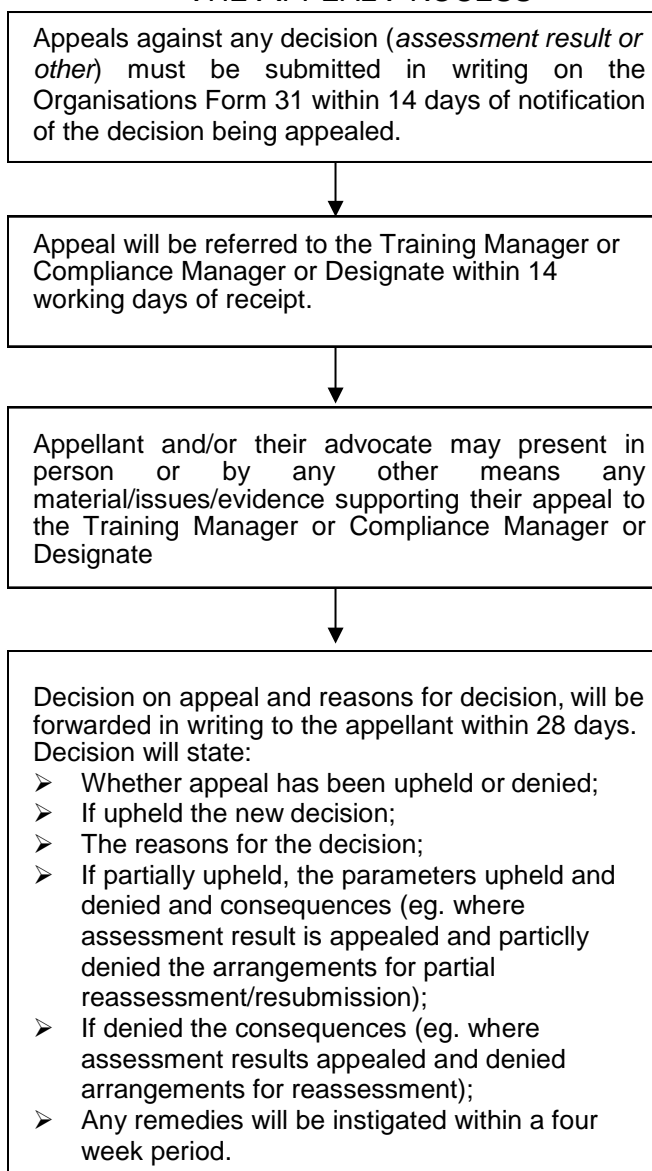 THE APPEAL PROCESS
Appeals against any decision (assessment result or
other) must be submitted in writing on the
Organisations Form 31 within 14 days of notification
of the decision being appealed.
Appeal will be referred to the Training Manager or
Compliance Manager or Designate within 14
working days of receipt.
Appellant and/or their advocate may present in
person or by any other means any
material/issues/evidence supporting their appeal to
the Training Manager or Compliance Manager or
Designate
Decision on appeal and reasons for decision, will be
forwarded in writing to the appellant within 28 days.
Decision will state:
➢ Whether appeal has been upheld or denied;
➢ If upheld the new decision;
➢ The reasons for the decision;
➢ If partially upheld, the parameters upheld and
denied and consequences (eg. where
assessment result is appealed and particlly
denied the arrangements for partial
reassessment/resubmission);
➢ If denied the consequences (eg. where
assessment results appealed and denied
arrangements for reassessment);
➢ Any remedies will be instigated within a four
week period.